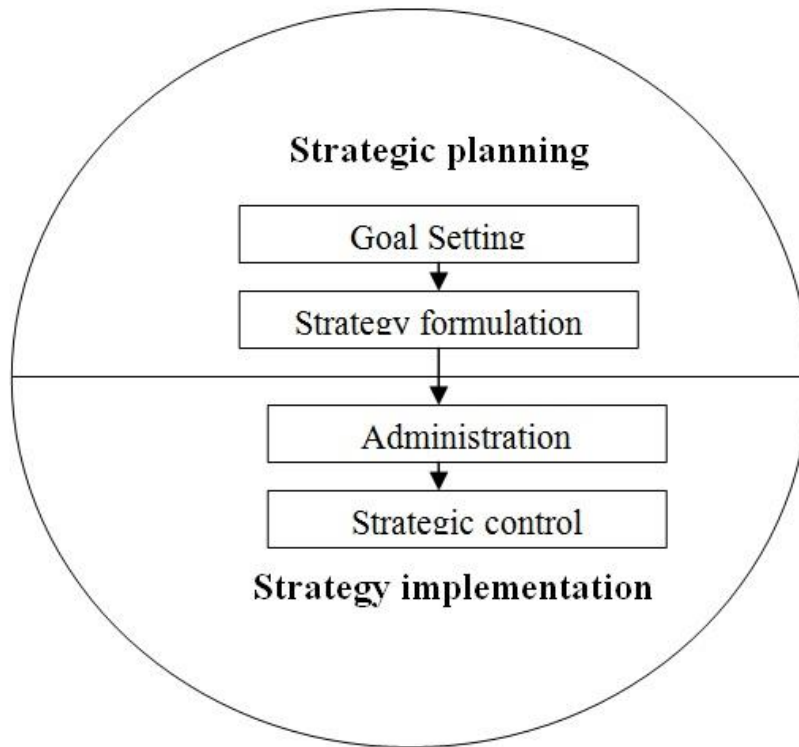 Strategic planning
Goal Setting
Strategy formulation
Administration
Strategic control
Strategy implementation